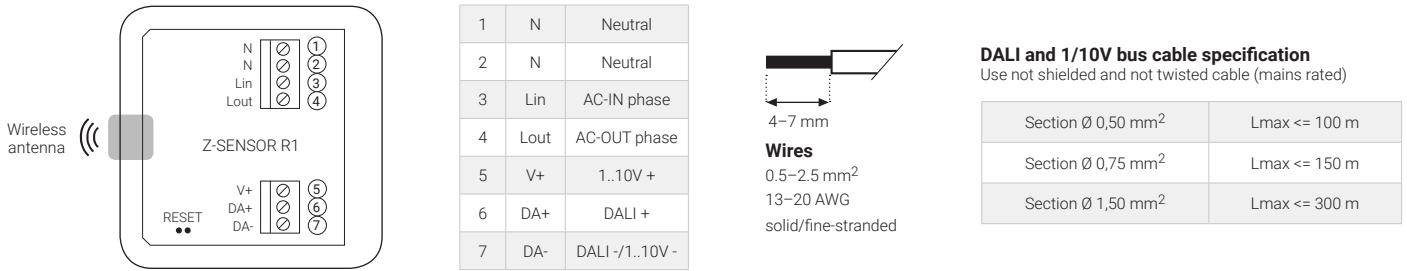 N 1
N 2
Lin 3
Lout 4
Wireless
antenna
Z-SENSOR R1
V+ 5
DA+ 6
DA- 7
RESET
1 N Neutral
2 N Neutral
3 Lin AC-IN phase
4 Lout AC-OUT phase
5 V+ 1..10V +
6 DA+ DALI +
7 DA- DALI -/1..10V -
4–7 mm
Wires
0.5–2.5 mm²
13–20 AWG
solid/fine-stranded
DALI and 1/10V bus cable specification
Use not shielded and not twisted cable (mains rated)
Section Ø 0,50 mm² Lmax <= 100 m
Section Ø 0,75 mm² Lmax <= 150 m
Section Ø 1,50 mm² Lmax <= 300 m